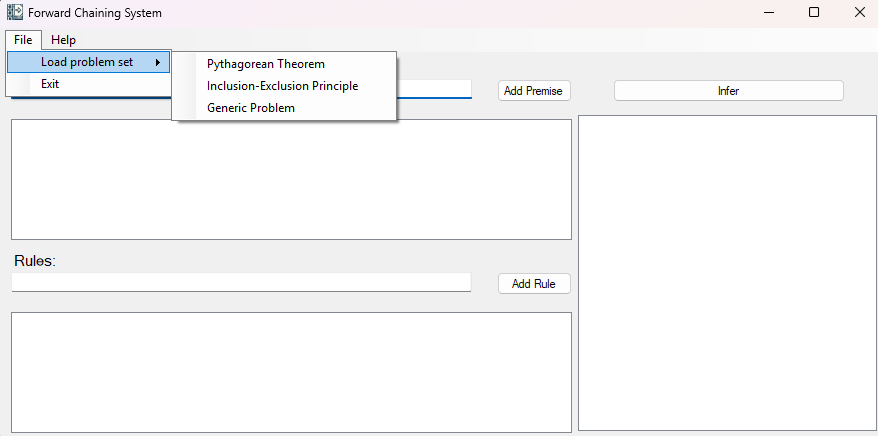 Forward Chaining System
File Help
Load problem set
Exit
Pythagorean Theorem
Inclusion-Exclusion Principle
Generic Problem
Add Premise
Infer
Rules:
Add Rule